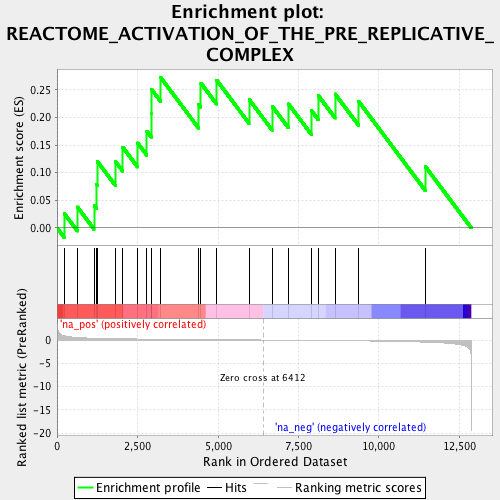 Enrichment plot:
REACTOME_ACTIVATION_OF_THE_PRE_REPLICATIVE_
COMPLEX
Enrichment score (ES)
0.25
0.20
0.15
0.10
0.05
0.00
'na_pos' (positively correlated)
Ranked list metric (PreRanked)
5
0
-5
-10
-15
-20
Zero cross at 6412
'na_neg' (negatively correlated)
0
2,500
5,000
7,500
10,000
12,500
Rank in Ordered Dataset
Enrichment profile
Hits
Ranking metric scores